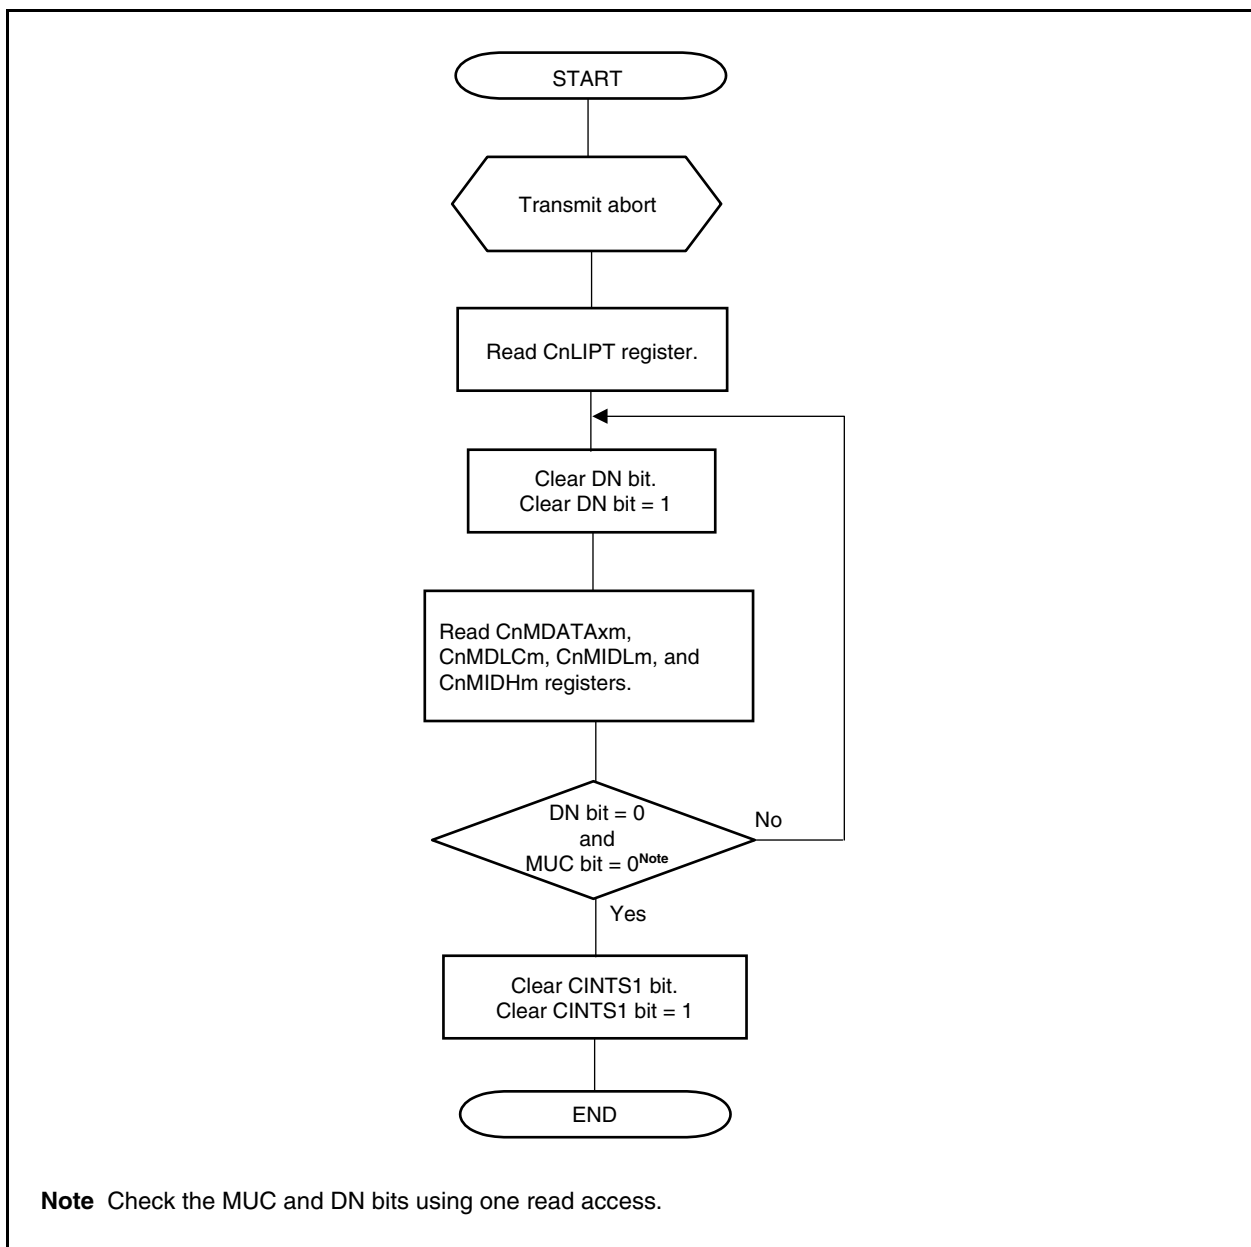 START
Transmit abort
Read CnLIPT register.
Clear DN bit.
Clear DN bit = 1
Read CnMDATAxm,
CnMDLCm, CnMIDLm, and
CnMIDHm registers.
DN bit = 0
and
MUC bit = 0Note
No
Yes
Clear CINTS1 bit.
Clear CINTS1 bit = 1
END
Note Check the MUC and DN bits using one read access.